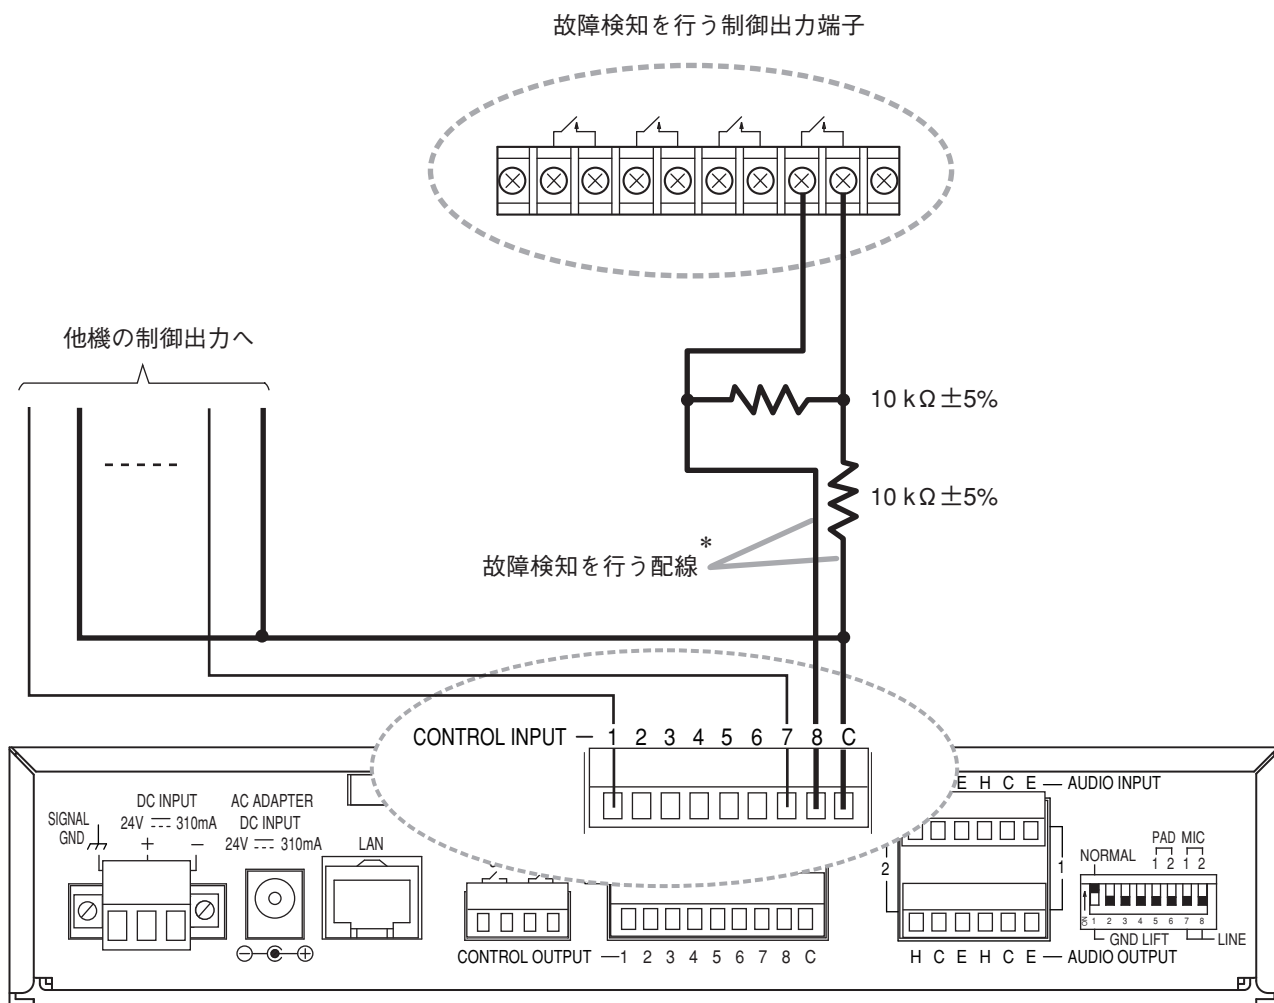 故障検知を行う制御出力端子
他機の制御出力へ
10 kΩ±5%
10 kΩ±5%
故障検知を行う配線*
CONTROL INPUT — 1 2 3 4 5 6 7 8 C
E H C E — AUDIO INPUT
SIGNAL GND
DC INPUT
24V 310mA
+ −
AC ADAPTER
DC INPUT
24V 310mA
LAN
2
1
PAD MIC
1 2 1 2
NORMAL
ON
1 2 3 4 5 6 7 8
GND LIFT
LINE
− +
CONTROL OUTPUT — 1 2 3 4 5 6 7 8 C
H C E H C E — AUDIO OUTPUT